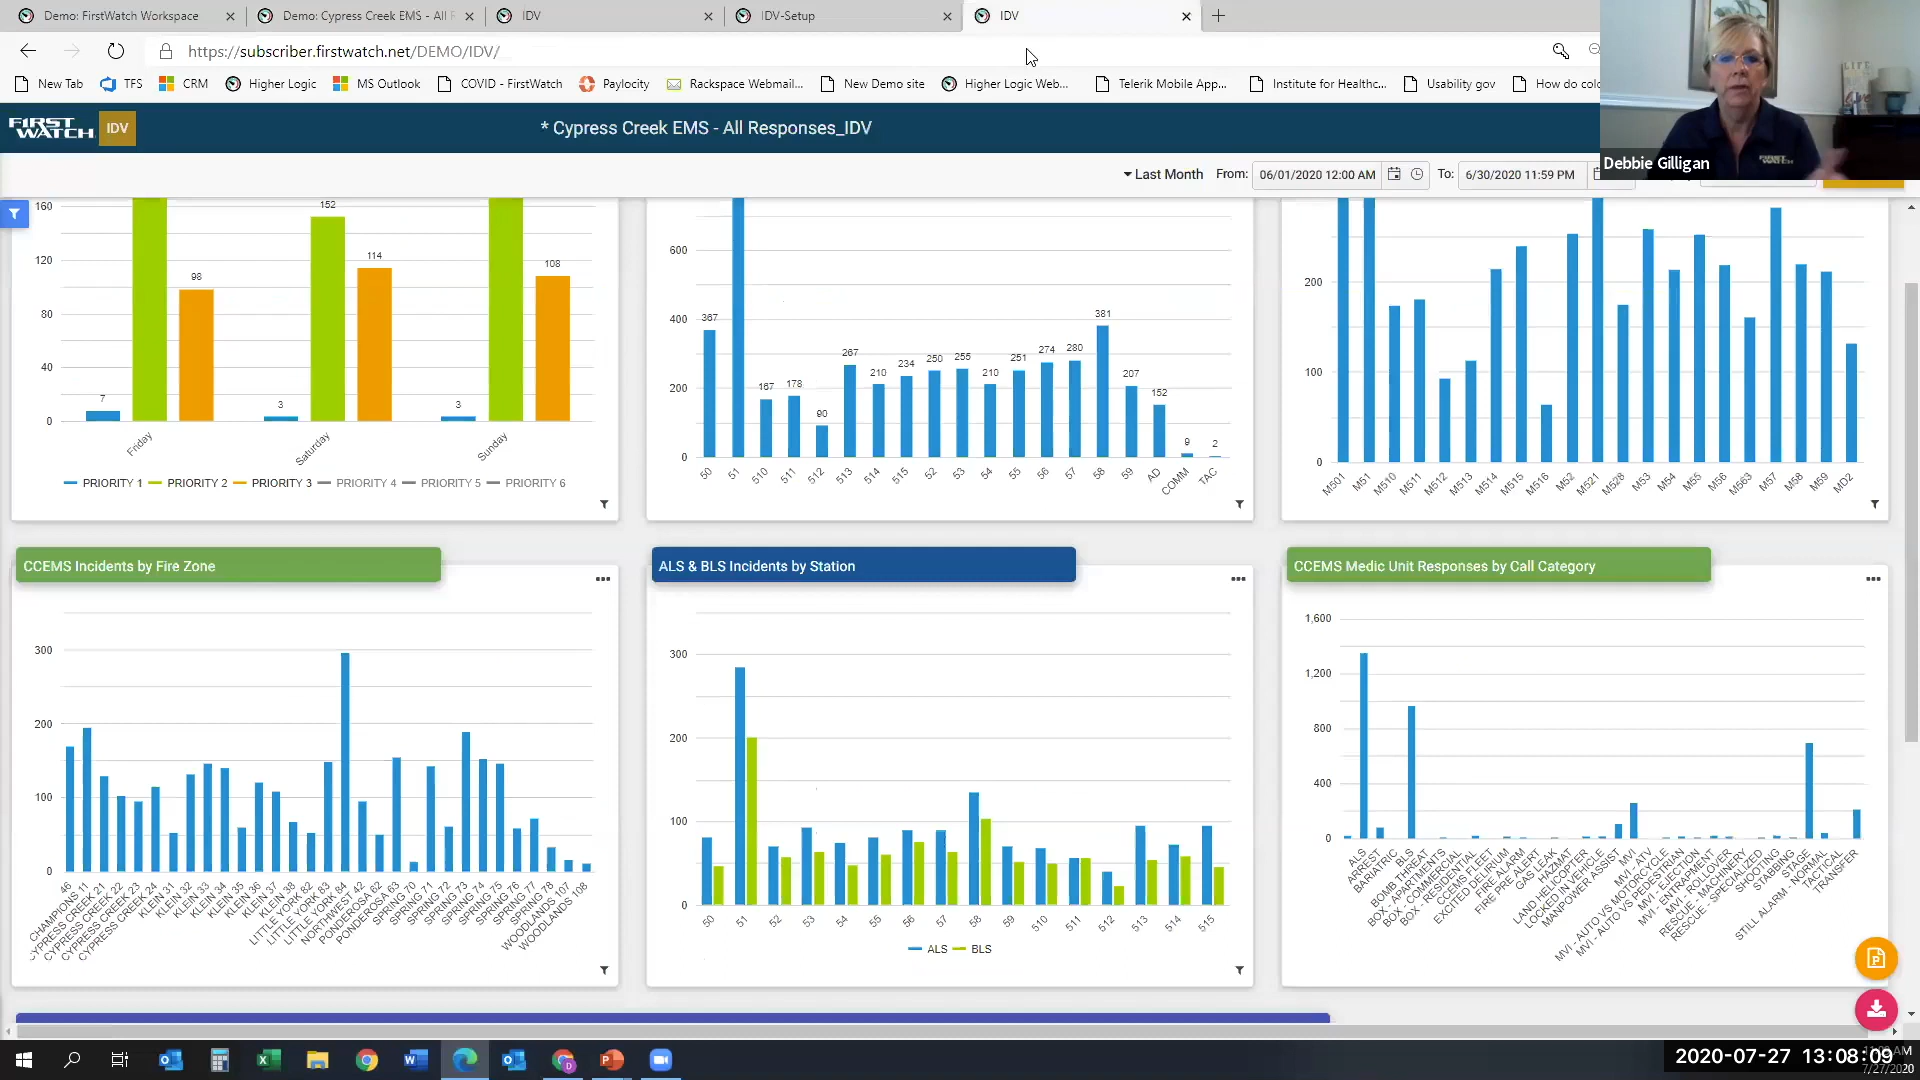 Demo: FirstWatch Workspace
Demo: Cypress Creek EMS - All R
IDV
IDV-Setup
IDV
https://subscriber.firstwatch.net/DEMO/IDV/
New Tab TFS CRM Higher Logic MS Outlook COVID - FirstWatch Paylocity Rackspace Webmail... New Demo site Higher Logic Web... Telerik Mobile App... Institute for Healthc... Usability gov How do colo
FIRST WATCH IDV
* Cypress Creek EMS - All Responses_IDV
Debbie Gilligan
Last Month From: 06/01/2020 12:00 AM To: 6/30/2020 11:59 PM
160
120
80
40
0
7
98
3
152
114
3
108
Friday Saturday Sunday
PRIORITY 1 PRIORITY 2 PRIORITY 3 PRIORITY 4 PRIORITY 5 PRIORITY 6
600
400
200
0
367 167 178 90 267 210 234 250 255 210 251 274 280 381 207 152 9 2
50 51 510 511 512 513 514 515 52 53 54 55 56 57 58 59 AD COMM TAC
200
100
0
M501 M51 M510 M511 M512 M513 M514 M515 M516 M52 M521 M528 M53 M54 M55 M56 M563 M57 M58 M59 MD2
CCEMS Incidents by Fire Zone
300
200
100
0
46 CHAMPIONS 11 CYPRESS CREEK 21 CYPRESS CREEK 22 CYPRESS CREEK 23 CYPRESS CREEK 24 KLEIN 31 KLEIN 32 KLEIN 33 KLEIN 34 KLEIN 35 KLEIN 36 KLEIN 37 KLEIN 38 LITTLE YORK 82 LITTLE YORK 83 LITTLE YORK 84 NORTHWEST 42 PONDEROSA 62 PONDEROSA 63 SPRING 70 SPRING 71 SPRING 72 SPRING 73 SPRING 74 SPRING 75 SPRING 76 SPRING 77 SPRING 78 WOODLANDS 107 WOODLANDS 108
ALS & BLS Incidents by Station
300
200
100
0
50 51 52 53 54 55 56 57 58 59 510 511 512 513 514 515
ALS BLS
CCEMS Medic Unit Responses by Call Category
1,600
1,200
800
400
0
ALS ARREST BARIATRIC BLS BOMB THREAT BOX - APARTMENTS BOX - COMMERCIAL BOX - RESIDENTIAL CCEMS FLEET EXCITED DELIRIUM FIRE ALARM FIRE PRE ALERT GAS LEAK HAZMAT LAND HELICOPTER LOCKED IN VEHICLE MANPOWER ASSIST MVI MVI - ATV MVI - AUTO VS MOTORCYCLE MVI - AUTO VS PEDESTRIAN MVI - EJECTION MVI - ENTRAPMENT MVI - ROLLOVER RESCUE - MACHINERY RESCUE - SPECIALIZED SHOOTING STABBING STAGE STILL ALARM - NORMAL TACTICAL TRANSFER
2020-07-27 13:08:09
7/27/2020